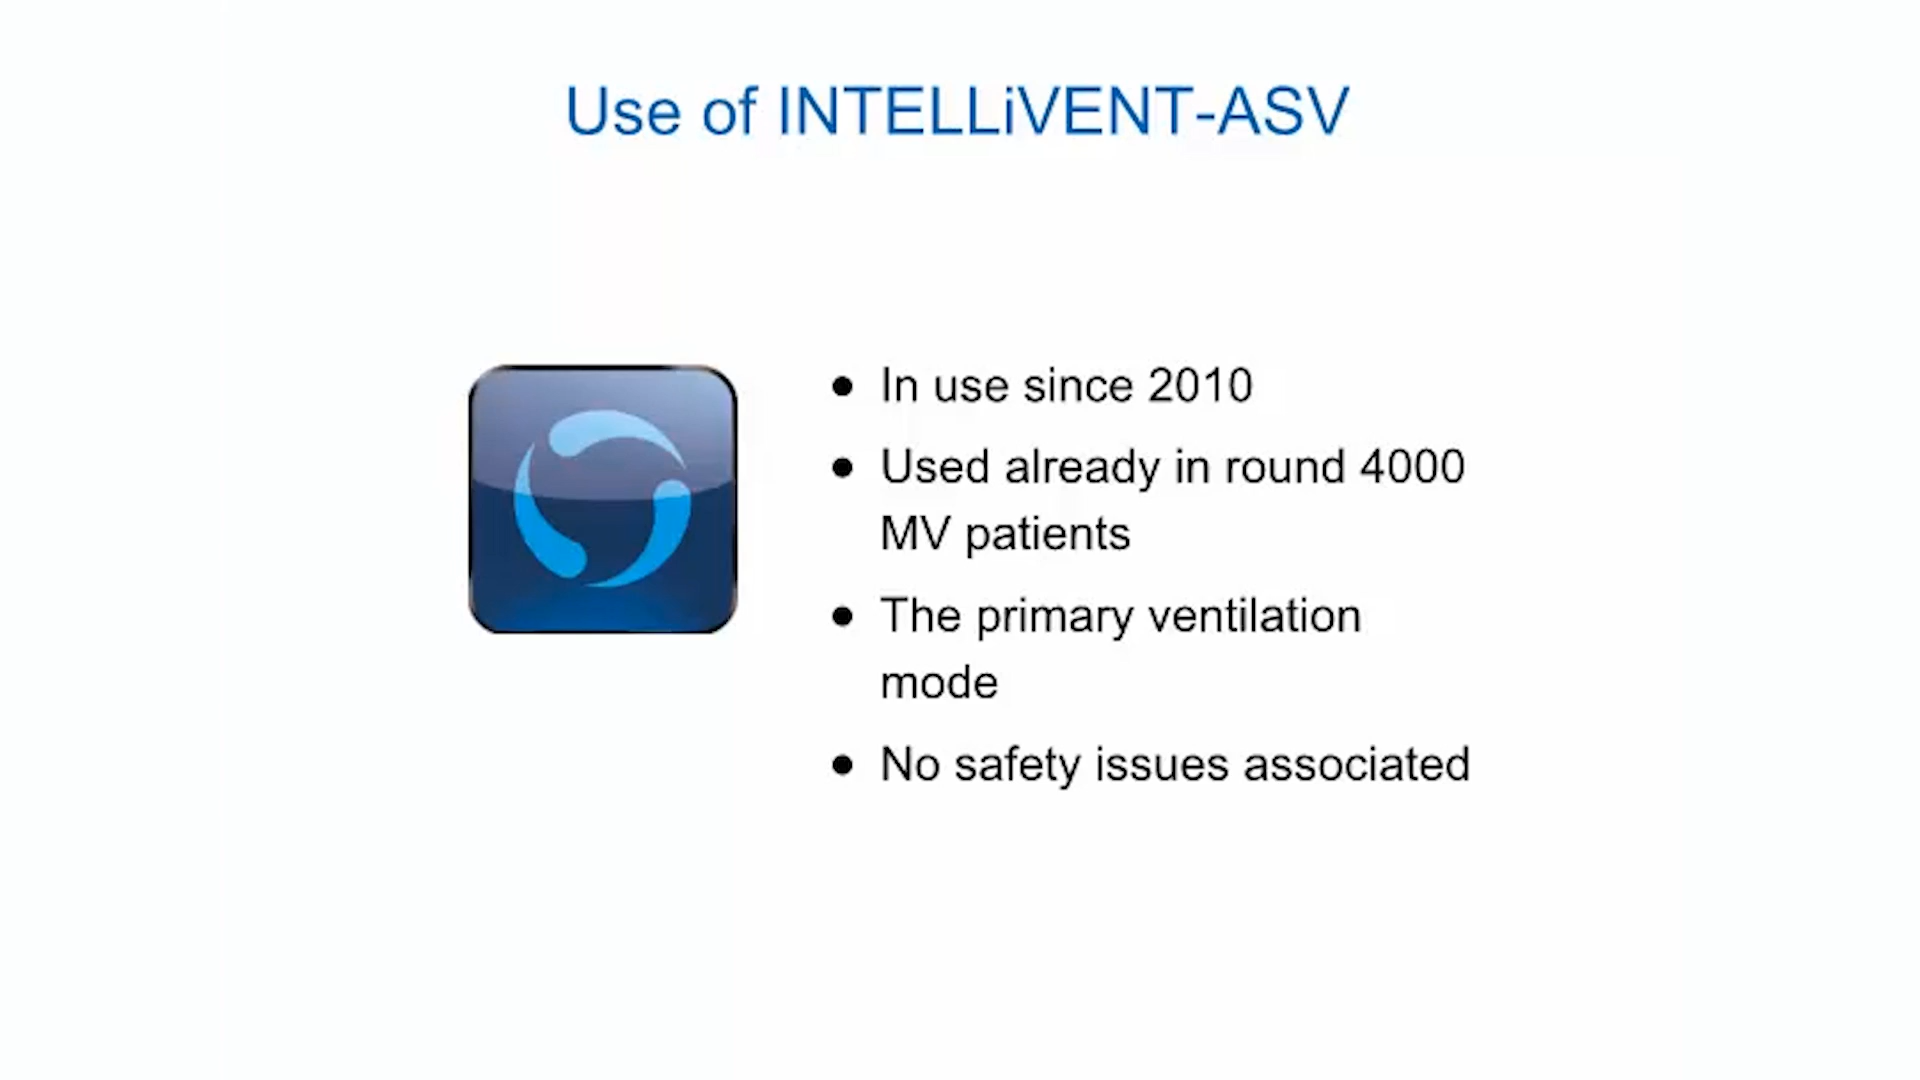 Use of INTELLiVENT-ASV
● In use since 2010
● Used already in round 4000
MV patients
● The primary ventilation
mode
● No safety issues associated